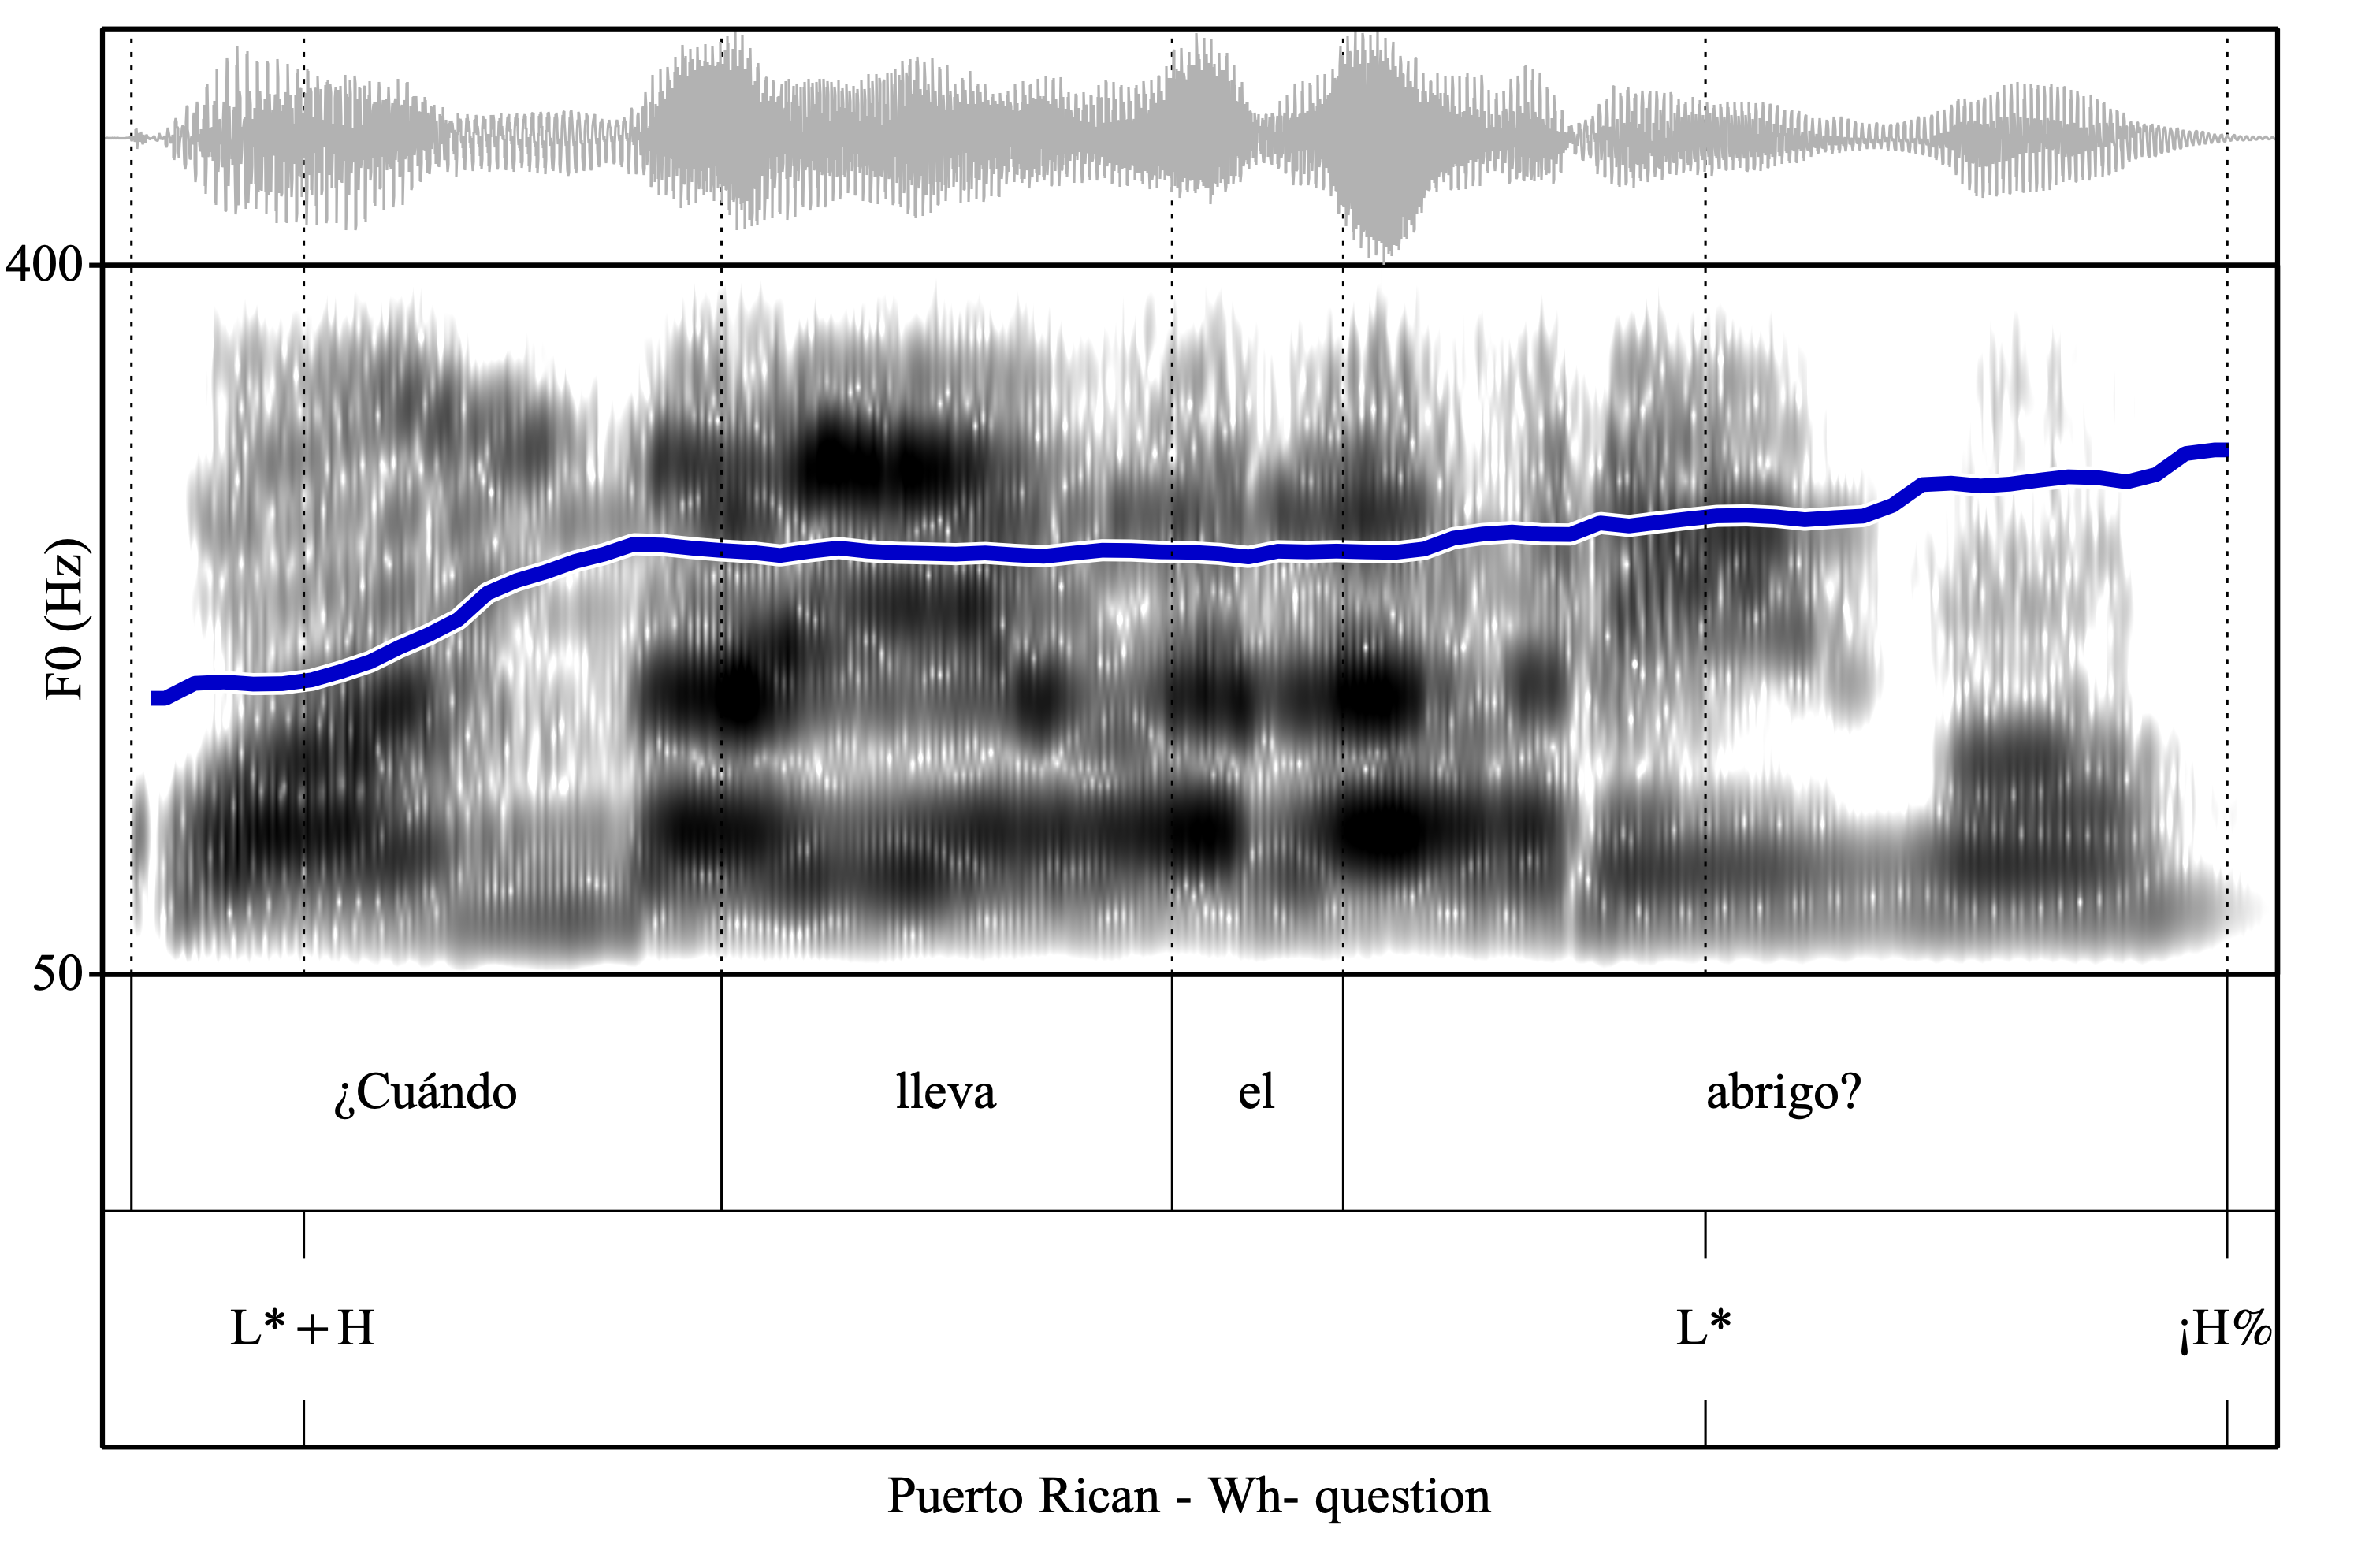 400
F0 (Hz)
50
¿Cuándo lleva el abrigo?
L*+H L* ¡H%
Puerto Rican - Wh- question